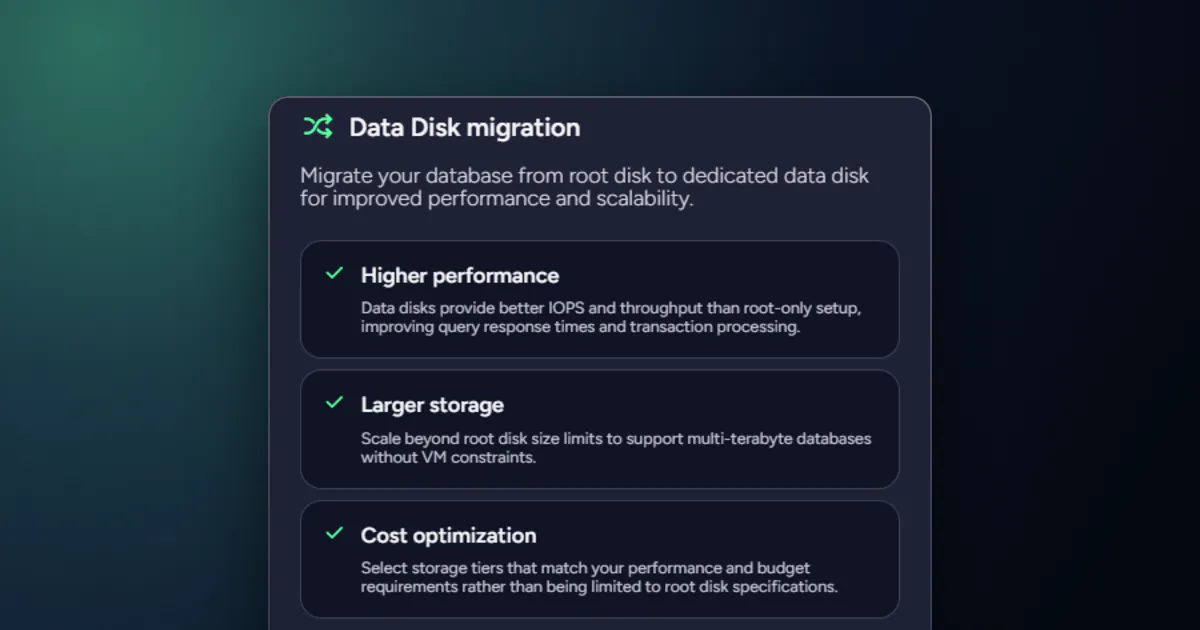 Data Disk migration
Migrate your database from root disk to dedicated data disk
for improved performance and scalability.
Higher performance
Data disks provide better IOPS and throughput than root-only setup,
improving query response times and transaction processing.
Larger storage
Scale beyond root disk size limits to support multi-terabyte databases
without VM constraints.
Cost optimization
Select storage tiers that match your performance and budget
requirements rather than being limited to root disk specifications.